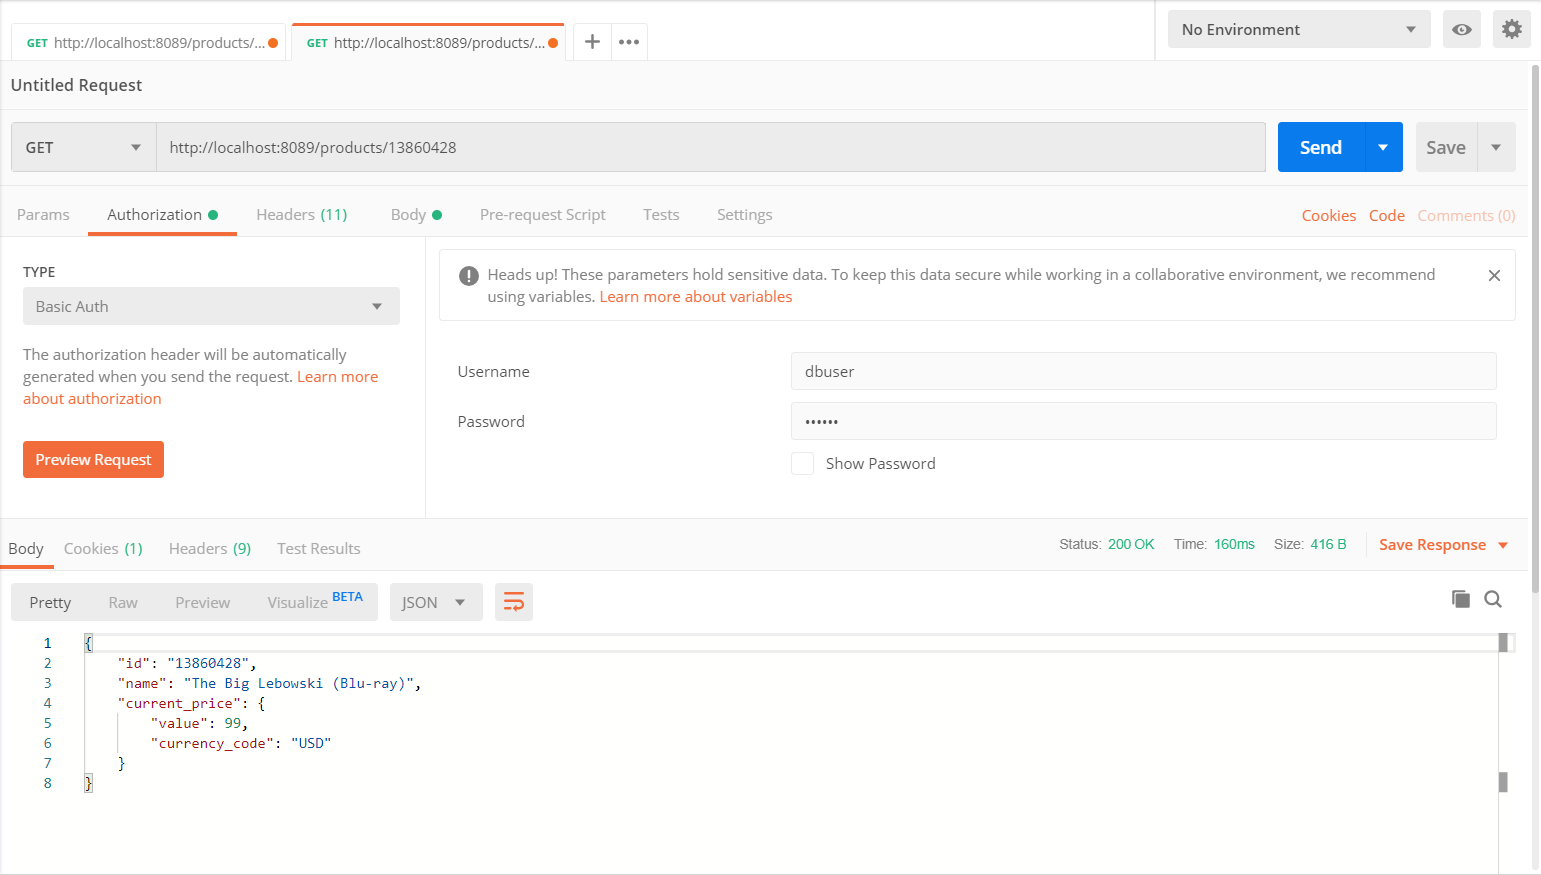 GET http://localhost:8089/products/...
GET http://localhost:8089/products/...
No Environment
Untitled Request
GET
http://localhost:8089/products/13860428
Send
Save
Params
Authorization
Headers (11)
Body
Pre-request Script
Tests
Settings
Cookies
Code
Comments (0)
TYPE
Basic Auth
The authorization header will be automatically
generated when you send the request. Learn more
about authorization
Preview Request
Heads up! These parameters hold sensitive data. To keep this data secure while working in a collaborative environment, we recommend
using variables. Learn more about variables
Username
dbuser
Password
••••••
Show Password
Body
Cookies (1)
Headers (9)
Test Results
Status: 200 OK
Time: 160ms
Size: 416 B
Save Response
Pretty
Raw
Preview
Visualize BETA
JSON
1 {
2 "id": "13860428",
3 "name": "The Big Lebowski (Blu-ray)",
4 "current_price": {
5 "value": 99,
6 "currency_code": "USD"
7 }
8 }